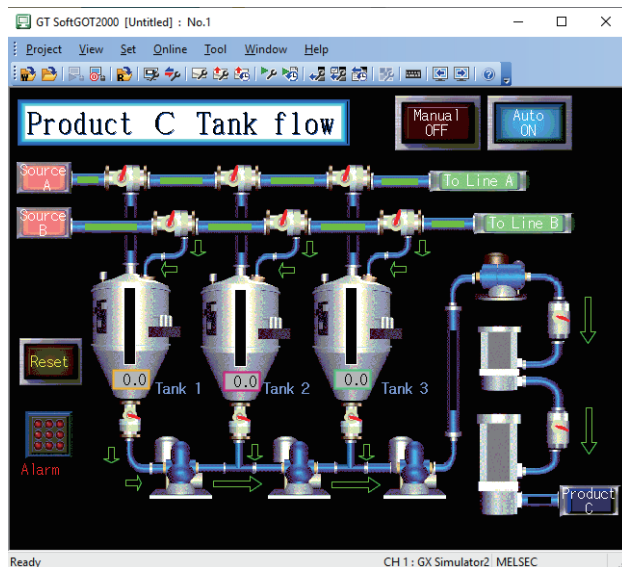 GT SoftGOT2000 [Untitled] : No.1
Project View Set Online Tool Window Help
Product C Tank flow
Manual
OFF
Auto
ON
Source
A
To Line A
Source
B
To Line B
Reset
0.0
Tank 1
0.0
Tank 2
0.0
Tank 3
Alarm
Product
C
Ready
CH 1 : GX Simulator2 MELSEC